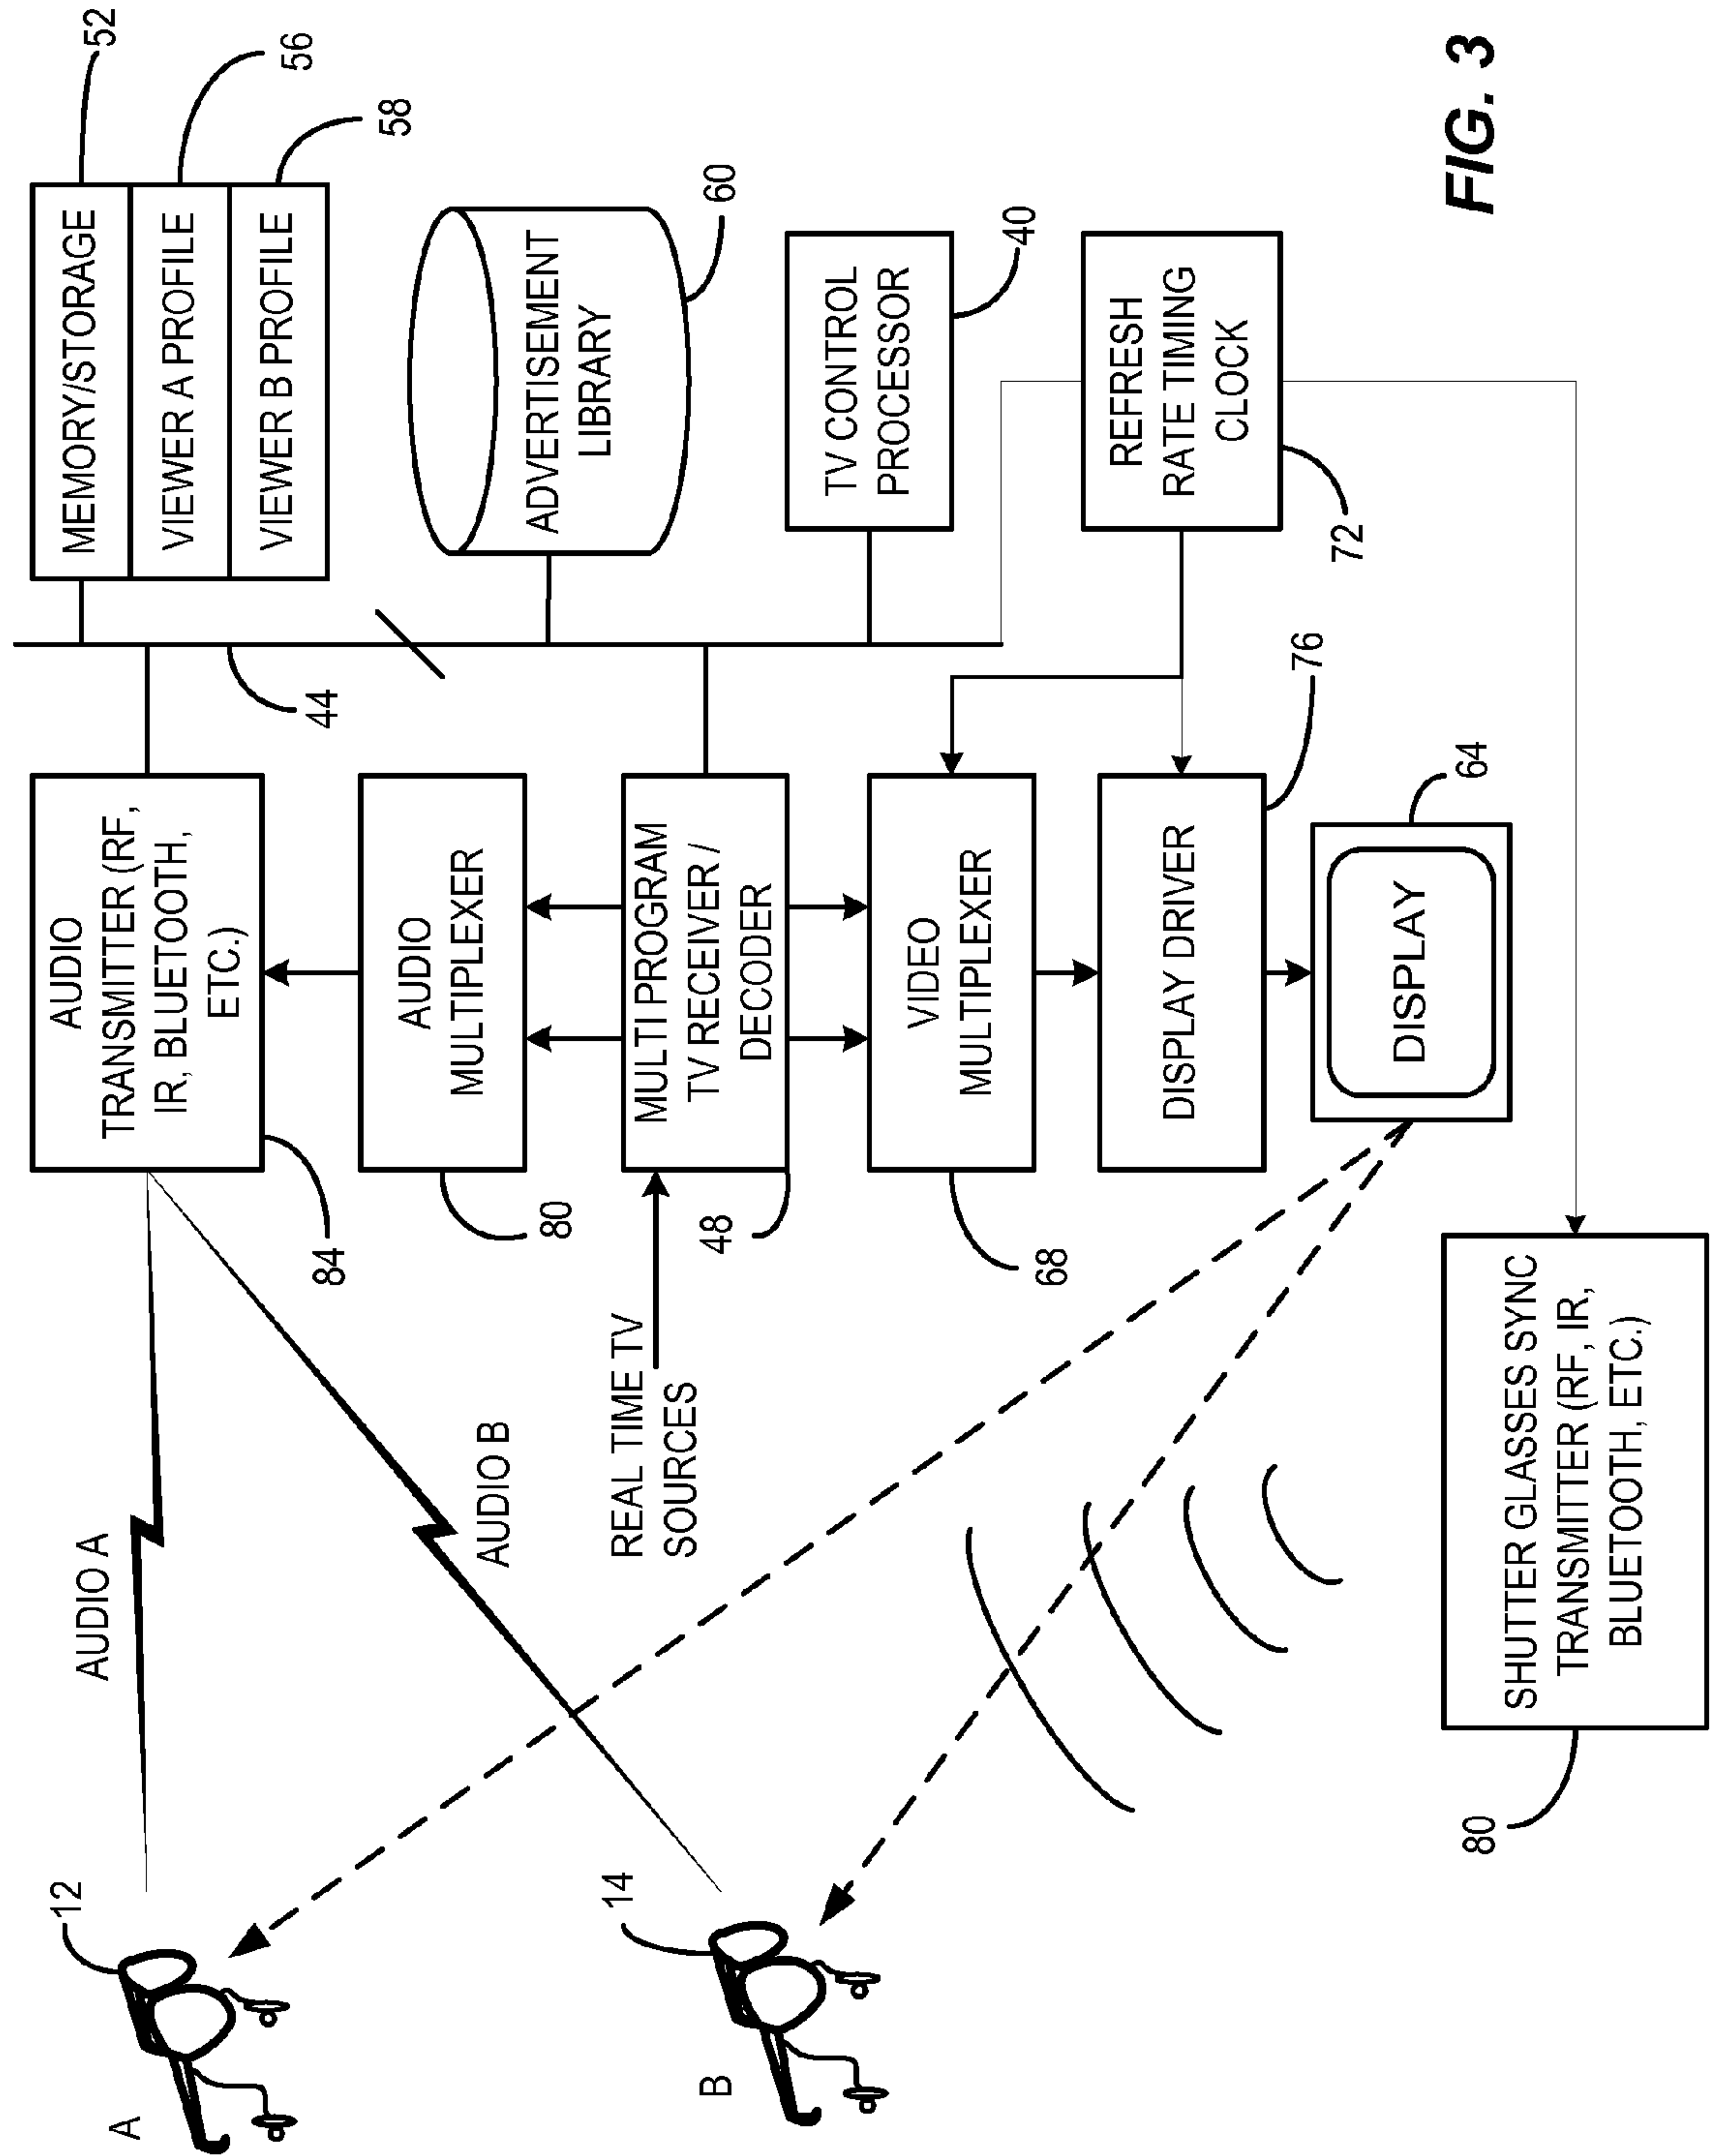 A
12
AUDIO A
B
14
AUDIO B
REAL TIME TV
SOURCES
84
AUDIO
TRANSMITTER (RF,
IR, BLUETOOTH,
ETC.)
80
AUDIO
MULTIPLEXER
48
MULTI PROGRAM
TV RECEIVER /
DECODER
68
VIDEO
MULTIPLEXER
DISPLAY DRIVER
76
DISPLAY
64
80
SHUTTER GLASSES SYNC
TRANSMITTER (RF, IR,
BLUETOOTH, ETC.)
44
MEMORY/STORAGE
52
VIEWER A PROFILE
56
VIEWER B PROFILE
58
ADVERTISEMENT
LIBRARY
60
TV CONTROL
PROCESSOR
40
REFRESH
RATE TIMING
CLOCK
72
FIG. 3